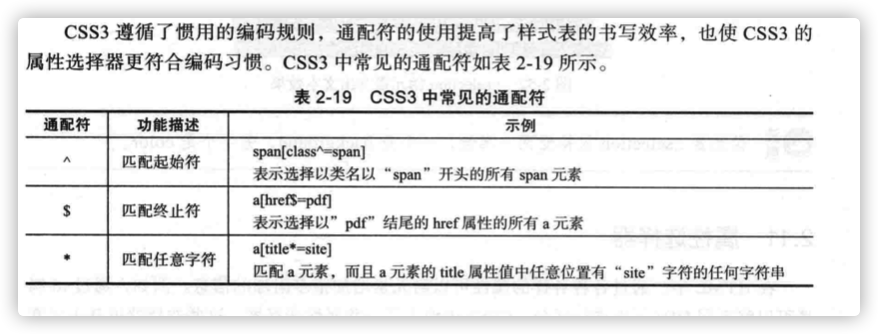 CSS3 遵循了惯用的编码规则，通配符的使用提高了样式表的书写效率，也使 CSS3 的
属性选择器更符合编码习惯。CSS3 中常见的通配符如表 2-19 所示。
表 2-19 CSS3 中常见的通配符
通配符 功能描述 示例
^ 匹配起始符 span[class^=span]
表示选择以类名以“span”开头的所有 span 元素
$ 匹配终止符 a[href$=pdf]
表示选择以”pdf”结尾的 href 属性的所有 a 元素
* 匹配任意字符 a[title*=site]
匹配 a 元素，而且 a 元素的 title 属性值中任意位置有“site”字符的任何字符串